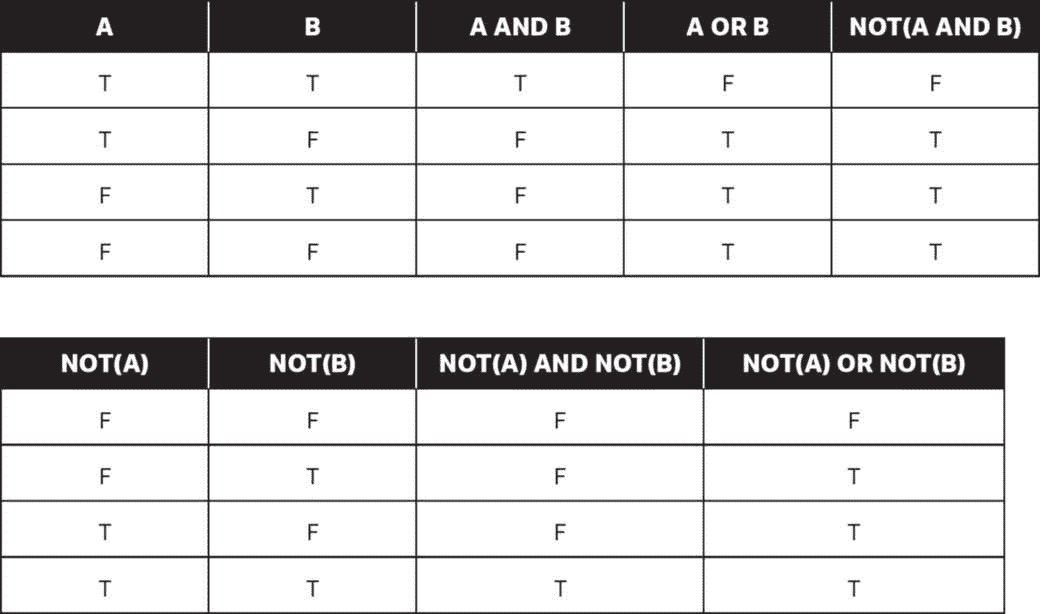 A B A AND B A OR B NOT(A AND B)
T T T F F
T F F T T
F T F T T
F F F T T
NOT(A) NOT(B) NOT(A) AND NOT(B) NOT(A) OR NOT(B)
F F F F
F T F T
T F F T
T T T T